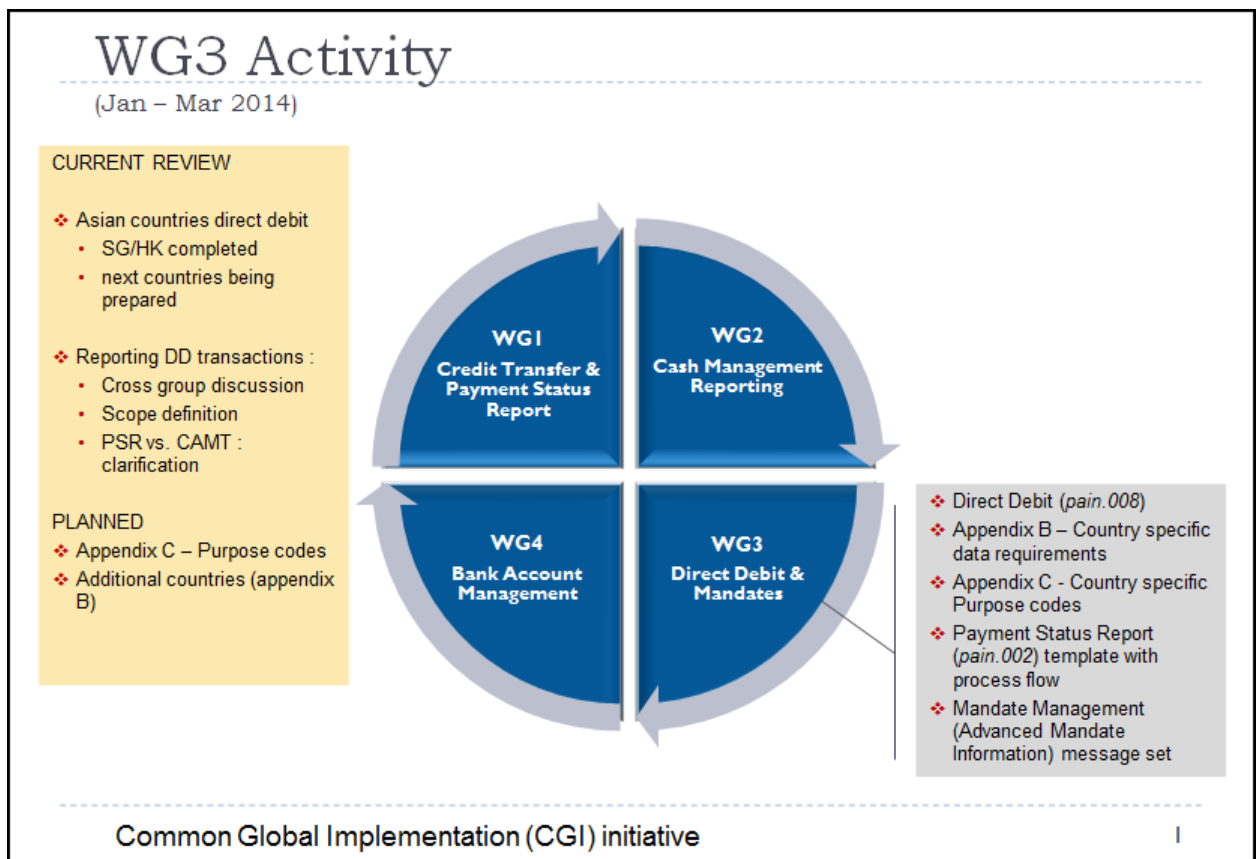 WG3 Activity
(Jan – Mar 2014)
CURRENT REVIEW
❖ Asian countries direct debit
• SG/HK completed
• next countries being
prepared
❖ Reporting DD transactions :
• Cross group discussion
• Scope definition
• PSR vs. CAMT :
clarification
PLANNED
❖ Appendix C – Purpose codes
❖ Additional countries (appendix
B)
WG1
Credit Transfer &
Payment Status
Report
WG2
Cash Management
Reporting
WG4
Bank Account
Management
WG3
Direct Debit &
Mandates
❖ Direct Debit (pain.008)
❖ Appendix B – Country specific
data requirements
❖ Appendix C - Country specific
Purpose codes
❖ Payment Status Report
(pain.002) template with
process flow
❖ Mandate Management
(Advanced Mandate
Information) message set
Common Global Implementation (CGI) initiative
1